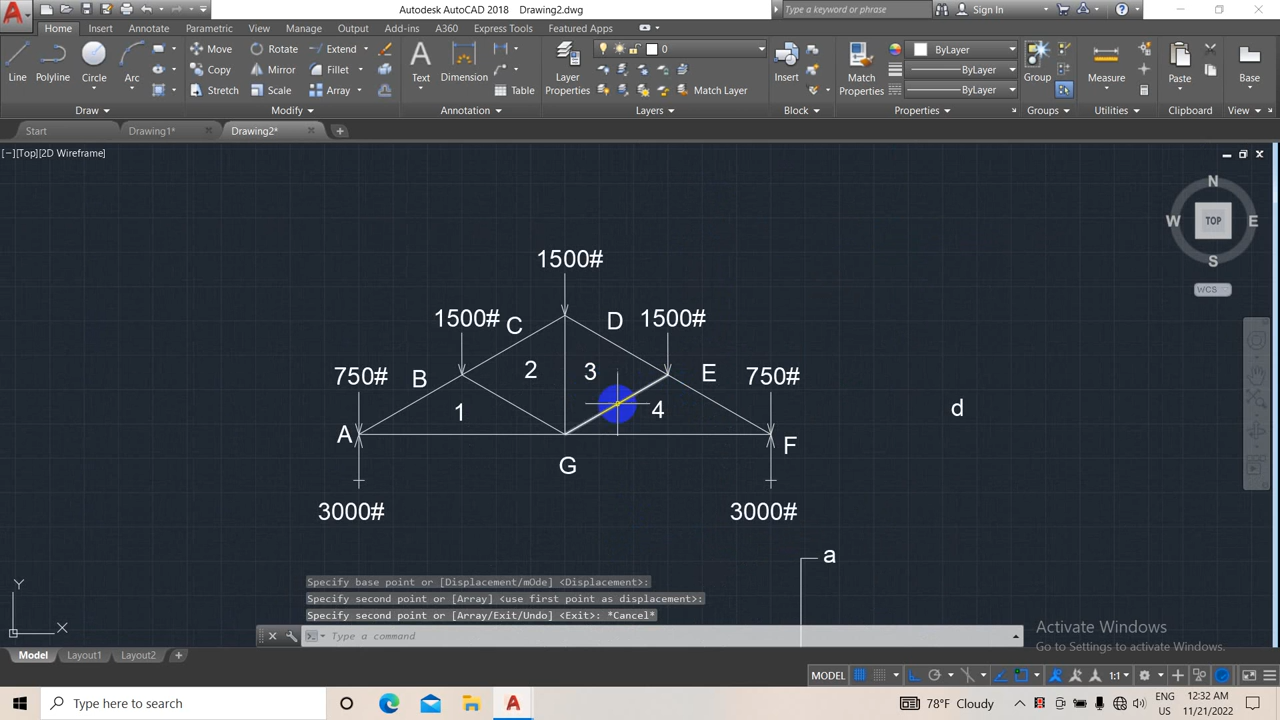 Autodesk AutoCAD 2018 Drawing2.dwg
Type a keyword or phrase
Sign In
Home Insert Annotate Parametric View Manage Output Add-ins A360 Express Tools Featured Apps
Line
Polyline
Circle
Arc
Move
Rotate
Extend
Copy
Mirror
Fillet
Stretch
Scale
Array
Text
Dimension
Table
Layer
Properties
0
Match Layer
Insert
Match
Properties
ByLayer
ByLayer
ByLayer
Group
Measure
Paste
Base
Draw
Modify
Annotation
Layers
Block
Properties
Groups
Utilities
Clipboard
View
Start
Drawing1*
Drawing2*
[−][Top][2D Wireframe]
N
W
TOP
E
S
WCS
1500#
1500#
C
D
1500#
750#
B
2
3
E
750#
1
4
d
A
G
F
3000#
3000#
a
Y
X
Specify base point or [Displacement/mOde] <Displacement>:
Specify second point or [Array] <use first point as displacement>:
Specify second point or [Array/Exit/Undo] <Exit>: *Cancel*
Type a command
Activate Windows
Go to Settings to activate Windows.
Model
Layout1
Layout2
MODEL
1:1
Type here to search
78°F Cloudy
ENG
US
12:32 AM
11/21/2022